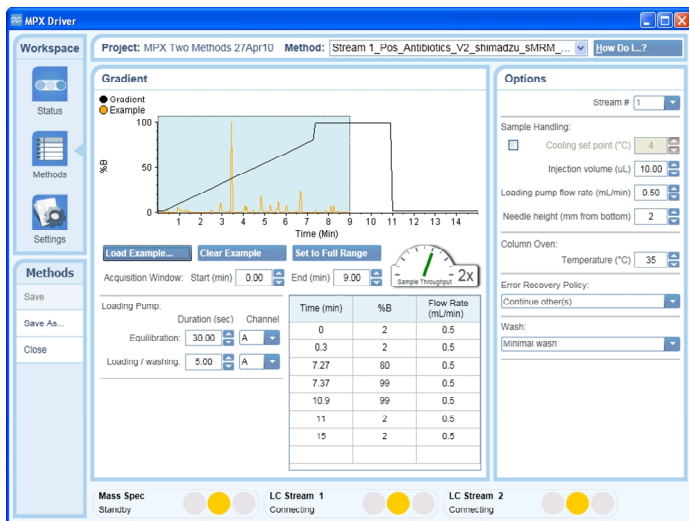 MPX Driver
Workspace
Status
Methods
Settings
Methods
Save
Save As...
Close
Project: MPX Two Methods 27Apr10 Method: Stream 1_Pos_Antibiotics_V2_shimadzu_sMRM_... How Do I...?
Gradient
Gradient
Example
%B
100
50
0
1 2 3 4 5 6 7 8 9 10 11 12 13 14
Time (Min)
Load Example... Clear Example Set to Full Range
Acquisition Window: Start (min) 0.00 End (min) 9.00
Sample Throughput 2x
Loading Pump:
Duration (sec) Channel
Equilibration: 30.00 A
Loading / washing: 5.00 A
Time (min) %B Flow Rate (mL/min)
0 2 0.5
0.3 2 0.5
7.27 80 0.5
7.37 99 0.5
10.9 99 0.5
11 2 0.5
15 2 0.5
Options
Stream # 1
Sample Handling:
Cooling set point (°C) 4
Injection volume (uL) 10.00
Loading pump flow rate (mL/min) 0.50
Needle height (mm from bottom) 2
Column Oven:
Temperature (°C) 35
Error Recovery Policy:
Continue other(s)
Wash:
Minimal wash
Mass Spec
Standby
LC Stream 1
Connecting
LC Stream 2
Connecting